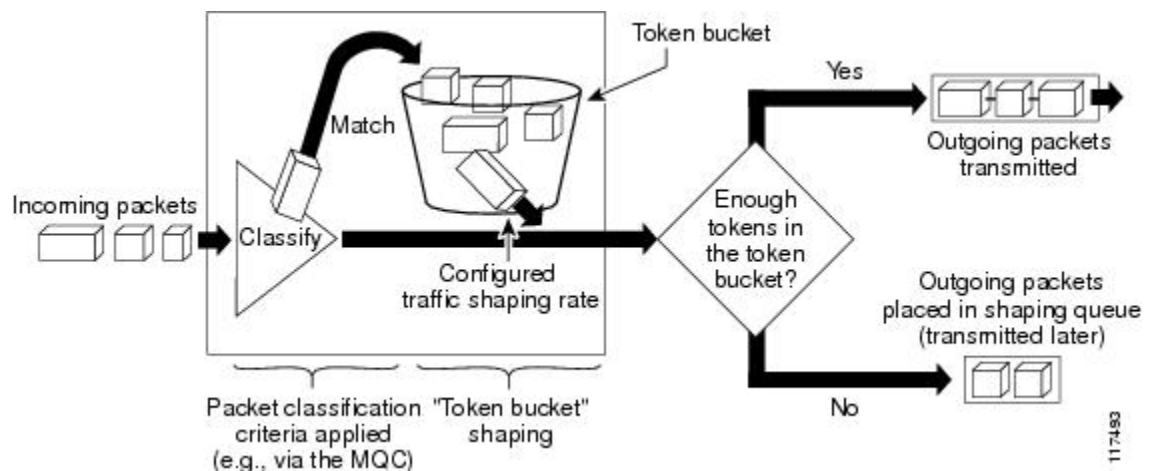 Token bucket
Match
Incoming packets
Classify
Configured
traffic shaping rate
Packet classification
criteria applied
(e.g., via the MQC)
"Token bucket"
shaping
Enough
tokens in
the token
bucket?
Yes
Outgoing packets
transmitted
Outgoing packets
placed in shaping queue
(transmitted later)
No
117493